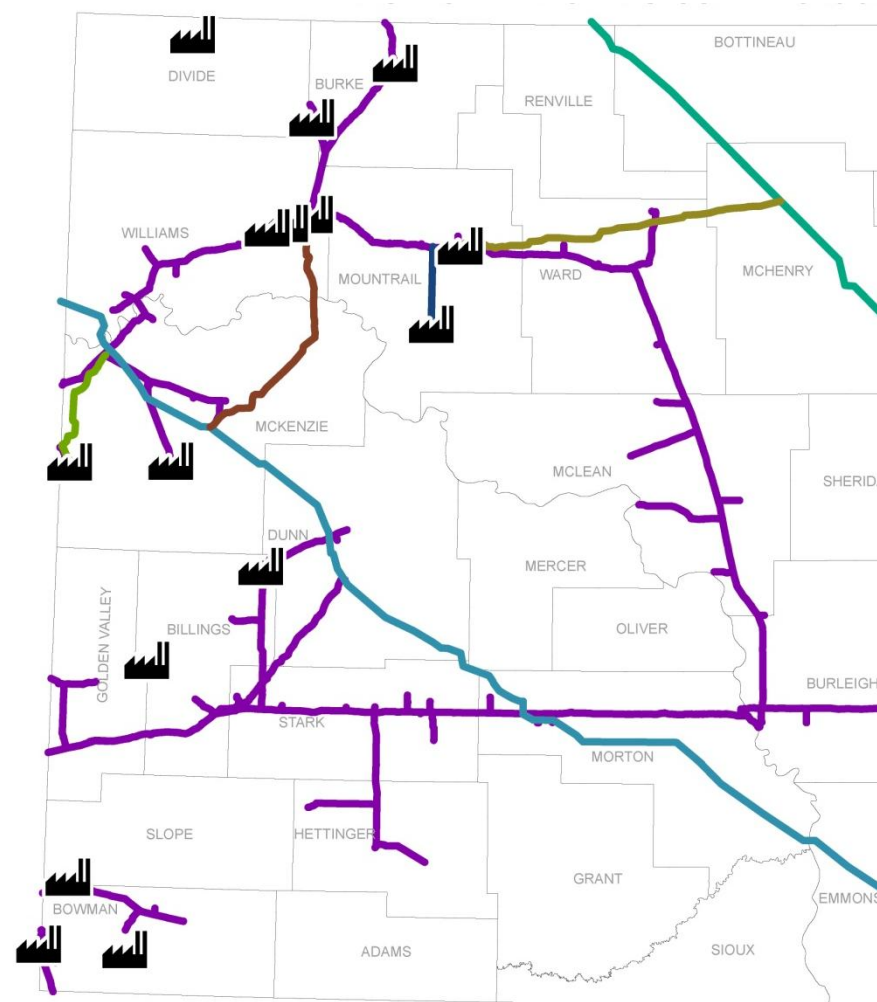 BOTTINEAU
DIVIDE
BURKE
RENVILLE
WILLIAMS
MOUNTRAIL
WARD
MCHENRY
MCKENZIE
MCLEAN
SHERID
DUNN
MERCER
GOLDEN VALLEY
BILLINGS
OLIVER
BURLEIGH
STARK
MORTON
SLOPE
HETTINGER
GRANT
EMMONS
BOWMAN
ADAMS
SIOUX